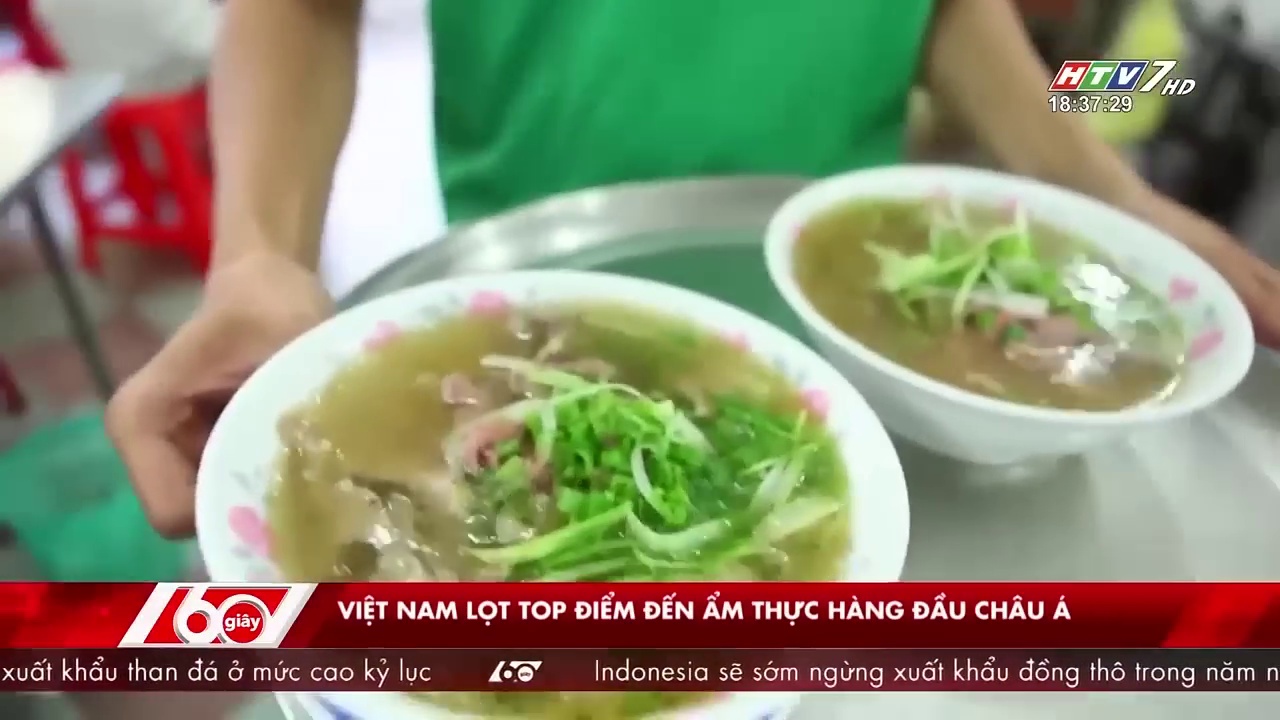 HTV7 HD
18:37:29
60 giây
VIỆT NAM LỌT TOP ĐIỂM ĐẾN ẨM THỰC HÀNG ĐẦU CHÂU Á
xuất khẩu than đá ở mức cao kỷ lục 60 giây Indonesia sẽ sớm ngừng xuất khẩu đồng thô trong năm n